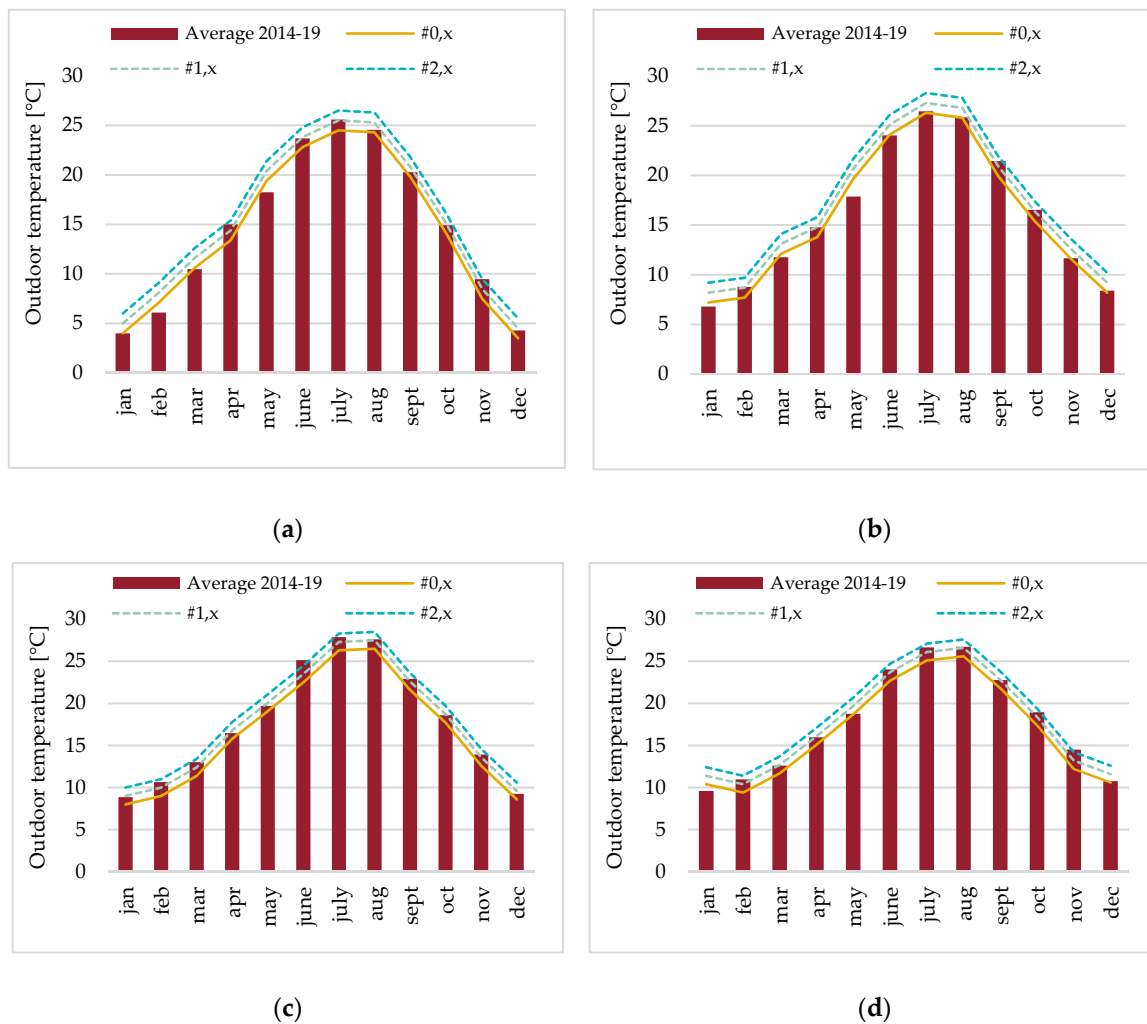 Average 2014-19 #0,x
#1,x #2,x
Outdoor temperature [°C]
30
25
20
15
10
5
0
jan feb mar apr may june july aug sept oct nov dec
(a)
Average 2014-19 #0,x
#1,x #2,x
Outdoor temperature [°C]
30
25
20
15
10
5
0
jan feb mar apr may june july aug sept oct nov dec
(b)
Average 2014-19 #0,x
#1,x #2,x
Outdoor temperature [°C]
30
25
20
15
10
5
0
jan feb mar apr may june july aug sept oct nov dec
(c)
Average 2014-19 #0,x
#1,x #2,x
Outdoor temperature [°C]
30
25
20
15
10
5
0
jan feb mar apr may june july aug sept oct nov dec
(d)